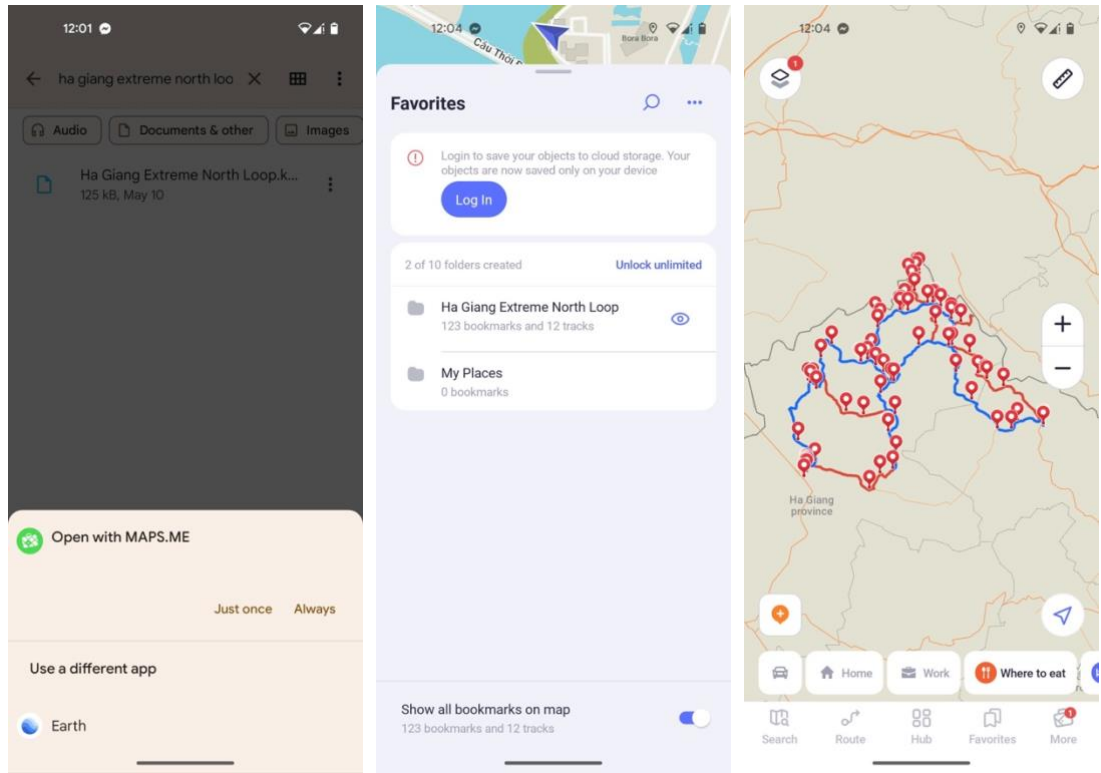 12:01
ha giang extreme north loo
Audio
Documents & other
Images
Ha Giang Extreme North Loop.k...
125 kB, May 10
Open with MAPS.ME
Just once
Always
Use a different app
Earth
12:04
Cầu Thời
Bora Bora
Favorites
Login to save your objects to cloud storage. Your
objects are now saved only on your device
Log In
2 of 10 folders created
Unlock unlimited
Ha Giang Extreme North Loop
123 bookmarks and 12 tracks
My Places
0 bookmarks
Show all bookmarks on map
123 bookmarks and 12 tracks
12:04
1
Ha Giang
province
Home
Work
Where to eat
Search
Route
Hub
Favorites
More
1